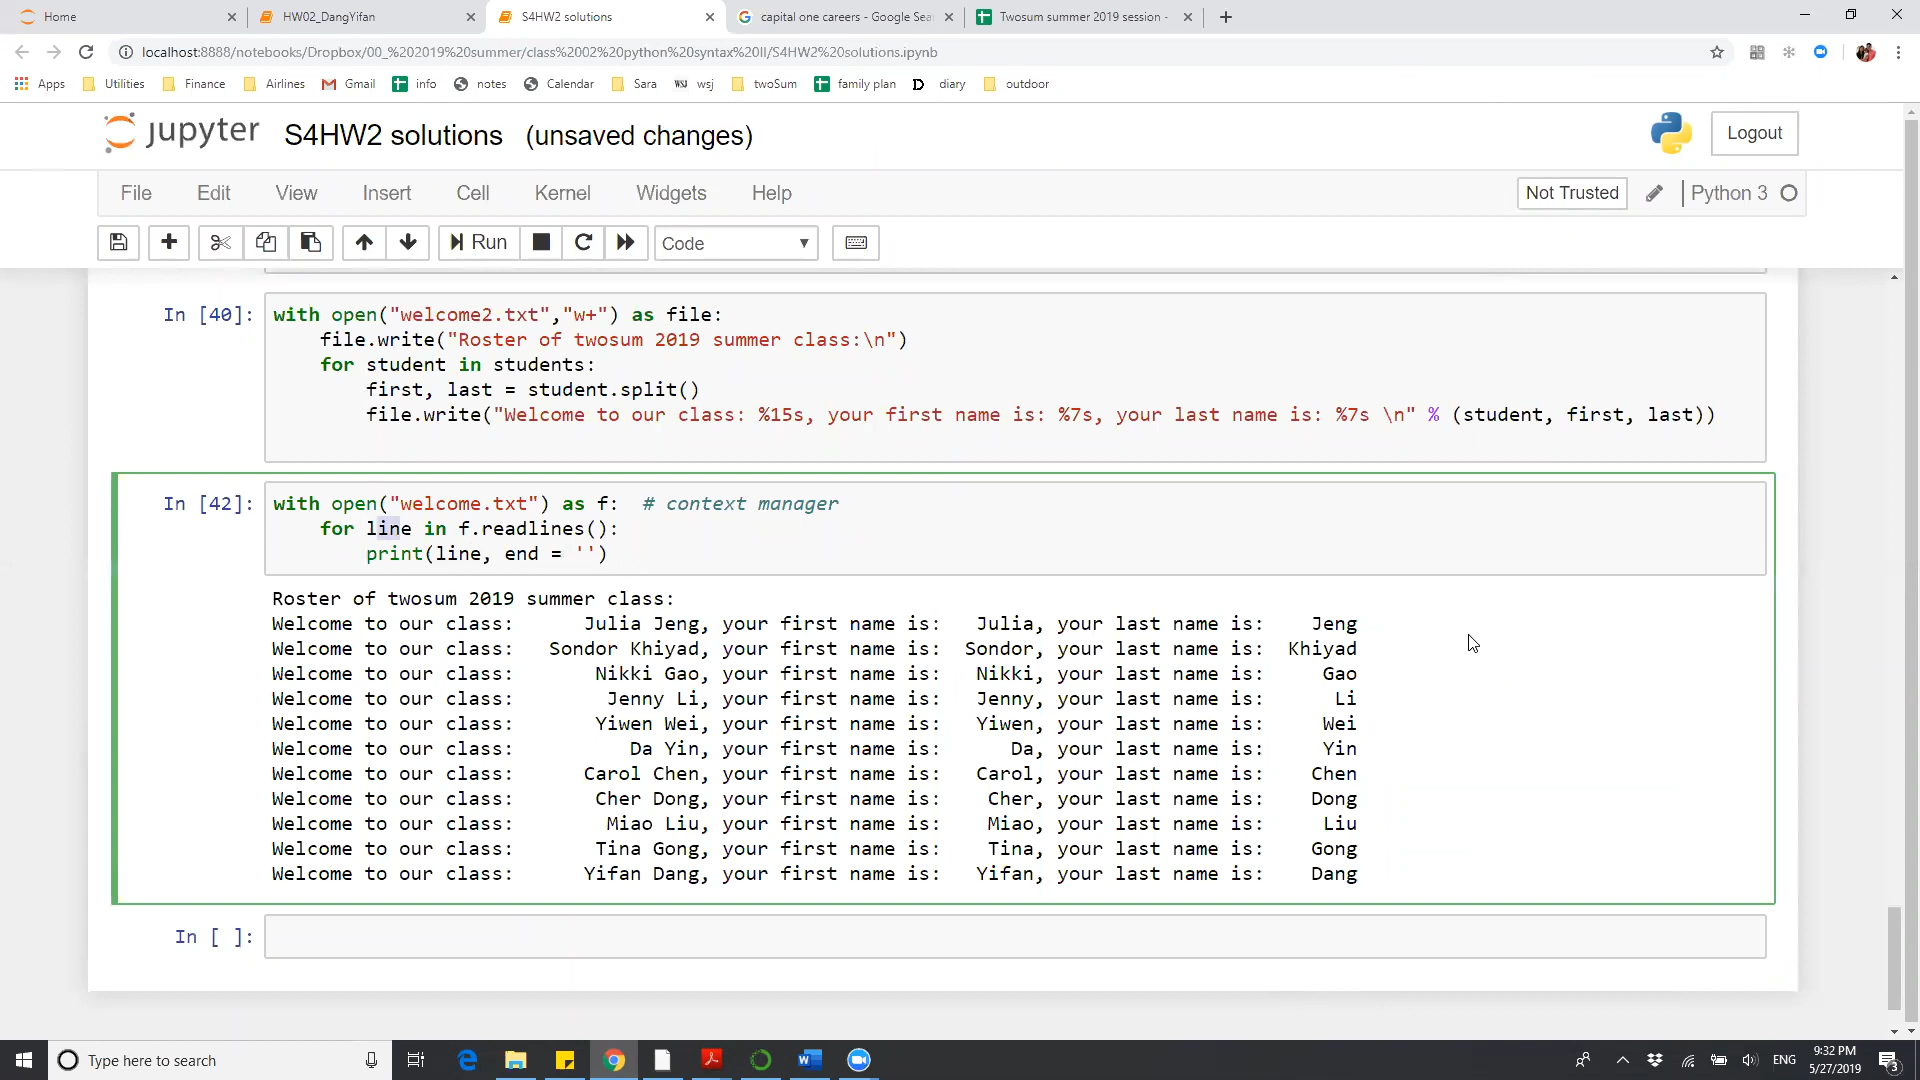 Home
HW02_DangYifan
S4HW2 solutions
capital one careers - Google Sea
Twosum summer 2019 session -
localhost:8888/notebooks/Dropbox/00_%202019%20summer/class%2002%20python%20syntax%20II/S4HW2%20solutions.ipynb
Apps Utilities Finance Airlines Gmail info notes Calendar Sara WSJ wsj twoSum family plan D diary outdoor
jupyter S4HW2 solutions (unsaved changes)
Logout
File Edit View Insert Cell Kernel Widgets Help
Not Trusted Python 3
Run Code
In [40]: with open("welcome2.txt","w+") as file:
file.write("Roster of twosum 2019 summer class:\n")
for student in students:
first, last = student.split()
file.write("Welcome to our class: %15s, your first name is: %7s, your last name is: %7s \n" % (student, first, last))
In [42]: with open("welcome.txt") as f: # context manager
for line in f.readlines():
print(line, end = '')
Roster of twosum 2019 summer class:
Welcome to our class: Julia Jeng, your first name is: Julia, your last name is: Jeng
Welcome to our class: Sondor Khiyad, your first name is: Sondor, your last name is: Khiyad
Welcome to our class: Nikki Gao, your first name is: Nikki, your last name is: Gao
Welcome to our class: Jenny Li, your first name is: Jenny, your last name is: Li
Welcome to our class: Yiwen Wei, your first name is: Yiwen, your last name is: Wei
Welcome to our class: Da Yin, your first name is: Da, your last name is: Yin
Welcome to our class: Carol Chen, your first name is: Carol, your last name is: Chen
Welcome to our class: Cher Dong, your first name is: Cher, your last name is: Dong
Welcome to our class: Miao Liu, your first name is: Miao, your last name is: Liu
Welcome to our class: Tina Gong, your first name is: Tina, your last name is: Gong
Welcome to our class: Yifan Dang, your first name is: Yifan, your last name is: Dang
In [ ]:
Type here to search
ENG
9:32 PM
5/27/2019
3